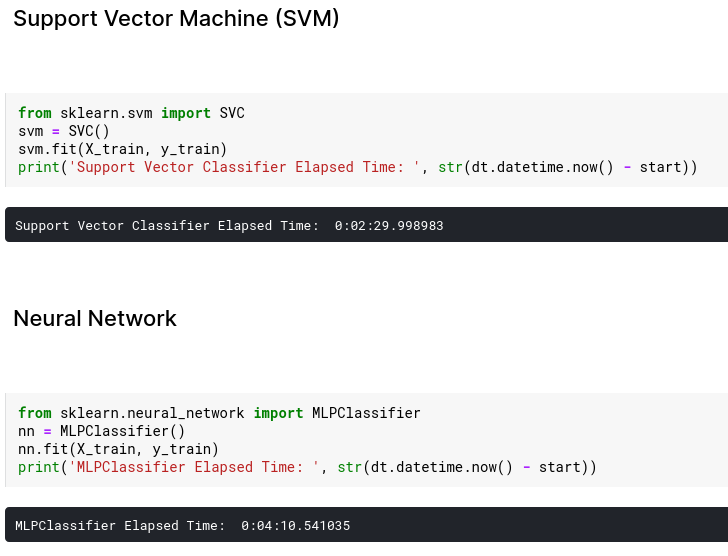 Support Vector Machine (SVM)
from sklearn.svm import SVC
svm = SVC()
svm.fit(X_train, y_train)
print('Support Vector Classifier Elapsed Time: ', str(dt.datetime.now() - start))
Support Vector Classifier Elapsed Time:  0:02:29.998983
Neural Network
from sklearn.neural_network import MLPClassifier
nn = MLPClassifier()
nn.fit(X_train, y_train)
print('MLPClassifier Elapsed Time: ', str(dt.datetime.now() - start))
MLPClassifier Elapsed Time:  0:04:10.541035